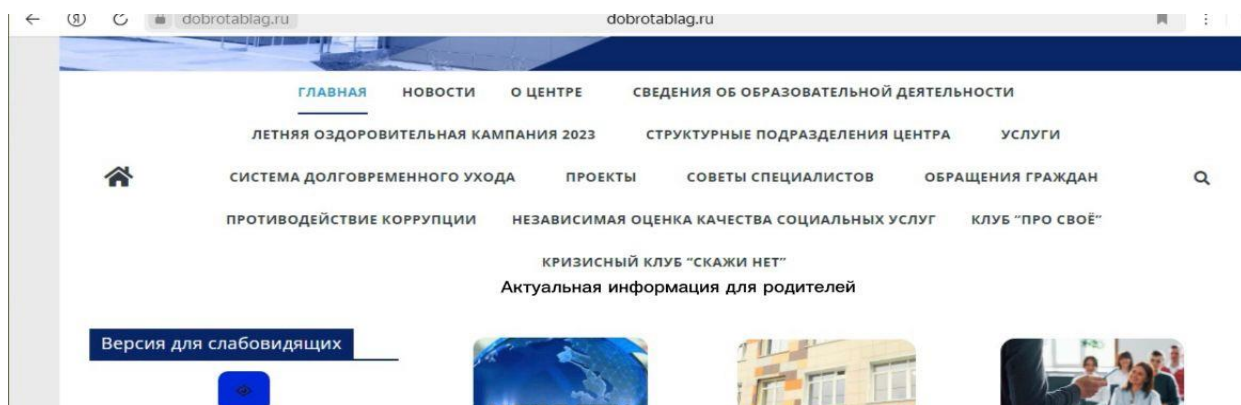 dobrotablag.ru dobrotablag.ru
ГЛАВНАЯ НОВОСТИ О ЦЕНТРЕ СВЕДЕНИЯ ОБ ОБРАЗОВАТЕЛЬНОЙ ДЕЯТЕЛЬНОСТИ
ЛЕТНЯЯ ОЗДОРОВИТЕЛЬНАЯ КАМПАНИЯ 2023 СТРУКТУРНЫЕ ПОДРАЗДЕЛЕНИЯ ЦЕНТРА УСЛУГИ
СИСТЕМА ДОЛГОВРЕМЕННОГО УХОДА ПРОЕКТЫ СОВЕТЫ СПЕЦИАЛИСТОВ ОБРАЩЕНИЯ ГРАЖДАН
ПРОТИВОДЕЙСТВИЕ КОРРУПЦИИ НЕЗАВИСИМАЯ ОЦЕНКА КАЧЕСТВА СОЦИАЛЬНЫХ УСЛУГ КЛУБ "ПРО СВОЁ"
КРИЗИСНЫЙ КЛУБ "СКАЖИ НЕТ"
Актуальная информация для родителей
Версия для слабовидящих